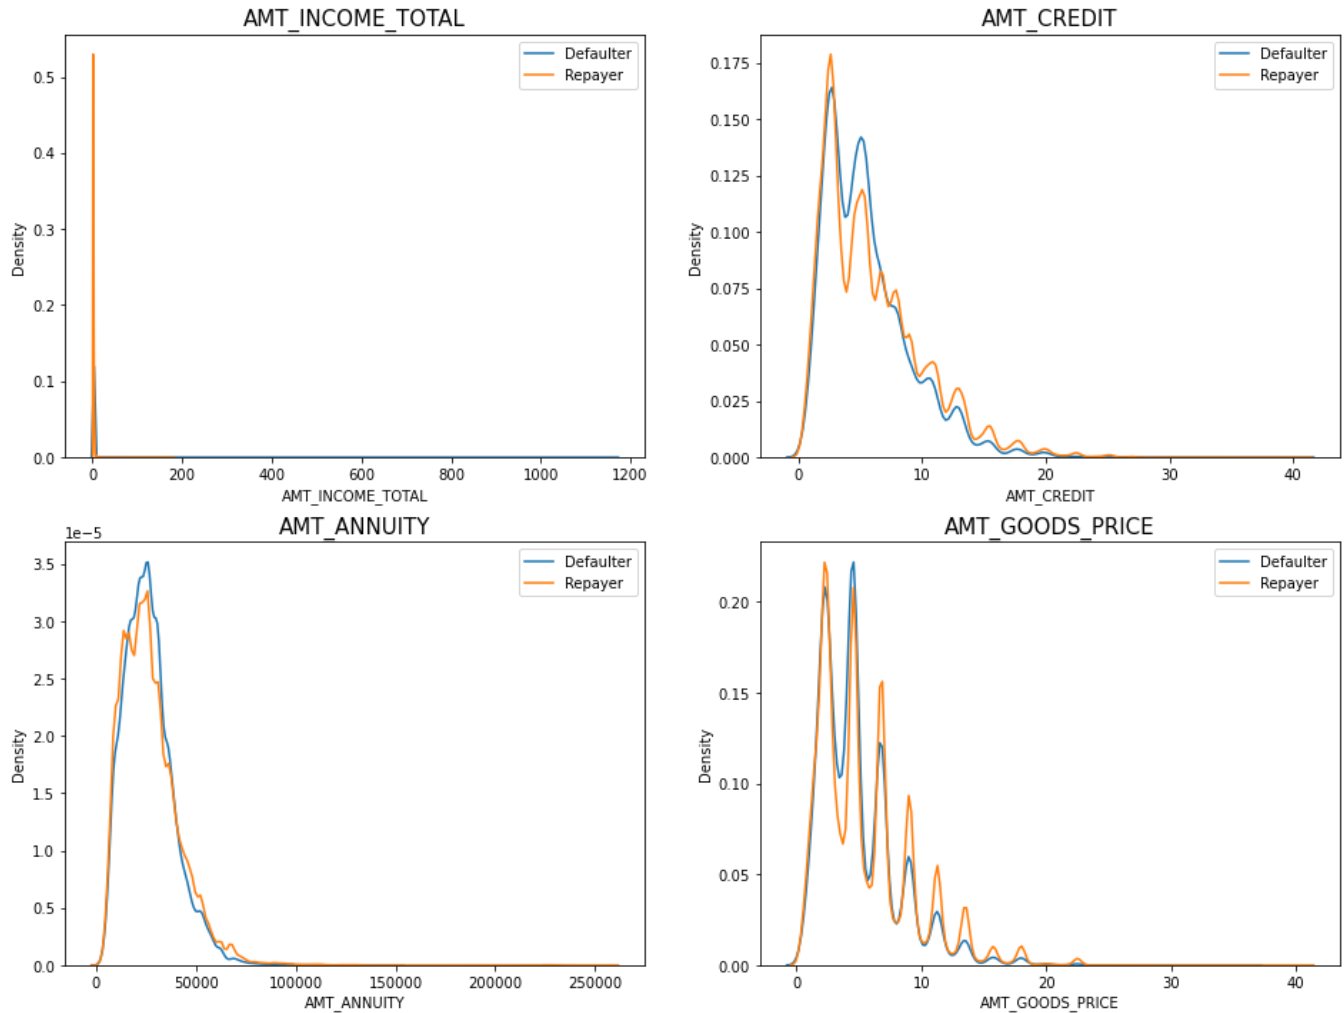 AMT_INCOME_TOTAL
Defaulter
Repayer
0.5
0.4
0.3
0.2
0.1
0.0
Density
0 200 400 600 800 1000 1200
AMT_INCOME_TOTAL
AMT_CREDIT
Defaulter
Repayer
0.175
0.150
0.125
0.100
0.075
0.050
0.025
0.000
Density
0 10 20 30 40
AMT_CREDIT
AMT_ANNUITY
1e−5
Defaulter
Repayer
3.5
3.0
2.5
2.0
1.5
1.0
0.5
0.0
Density
0 50000 100000 150000 200000 250000
AMT_ANNUITY
AMT_GOODS_PRICE
Defaulter
Repayer
0.20
0.15
0.10
0.05
0.00
Density
0 10 20 30 40
AMT_GOODS_PRICE